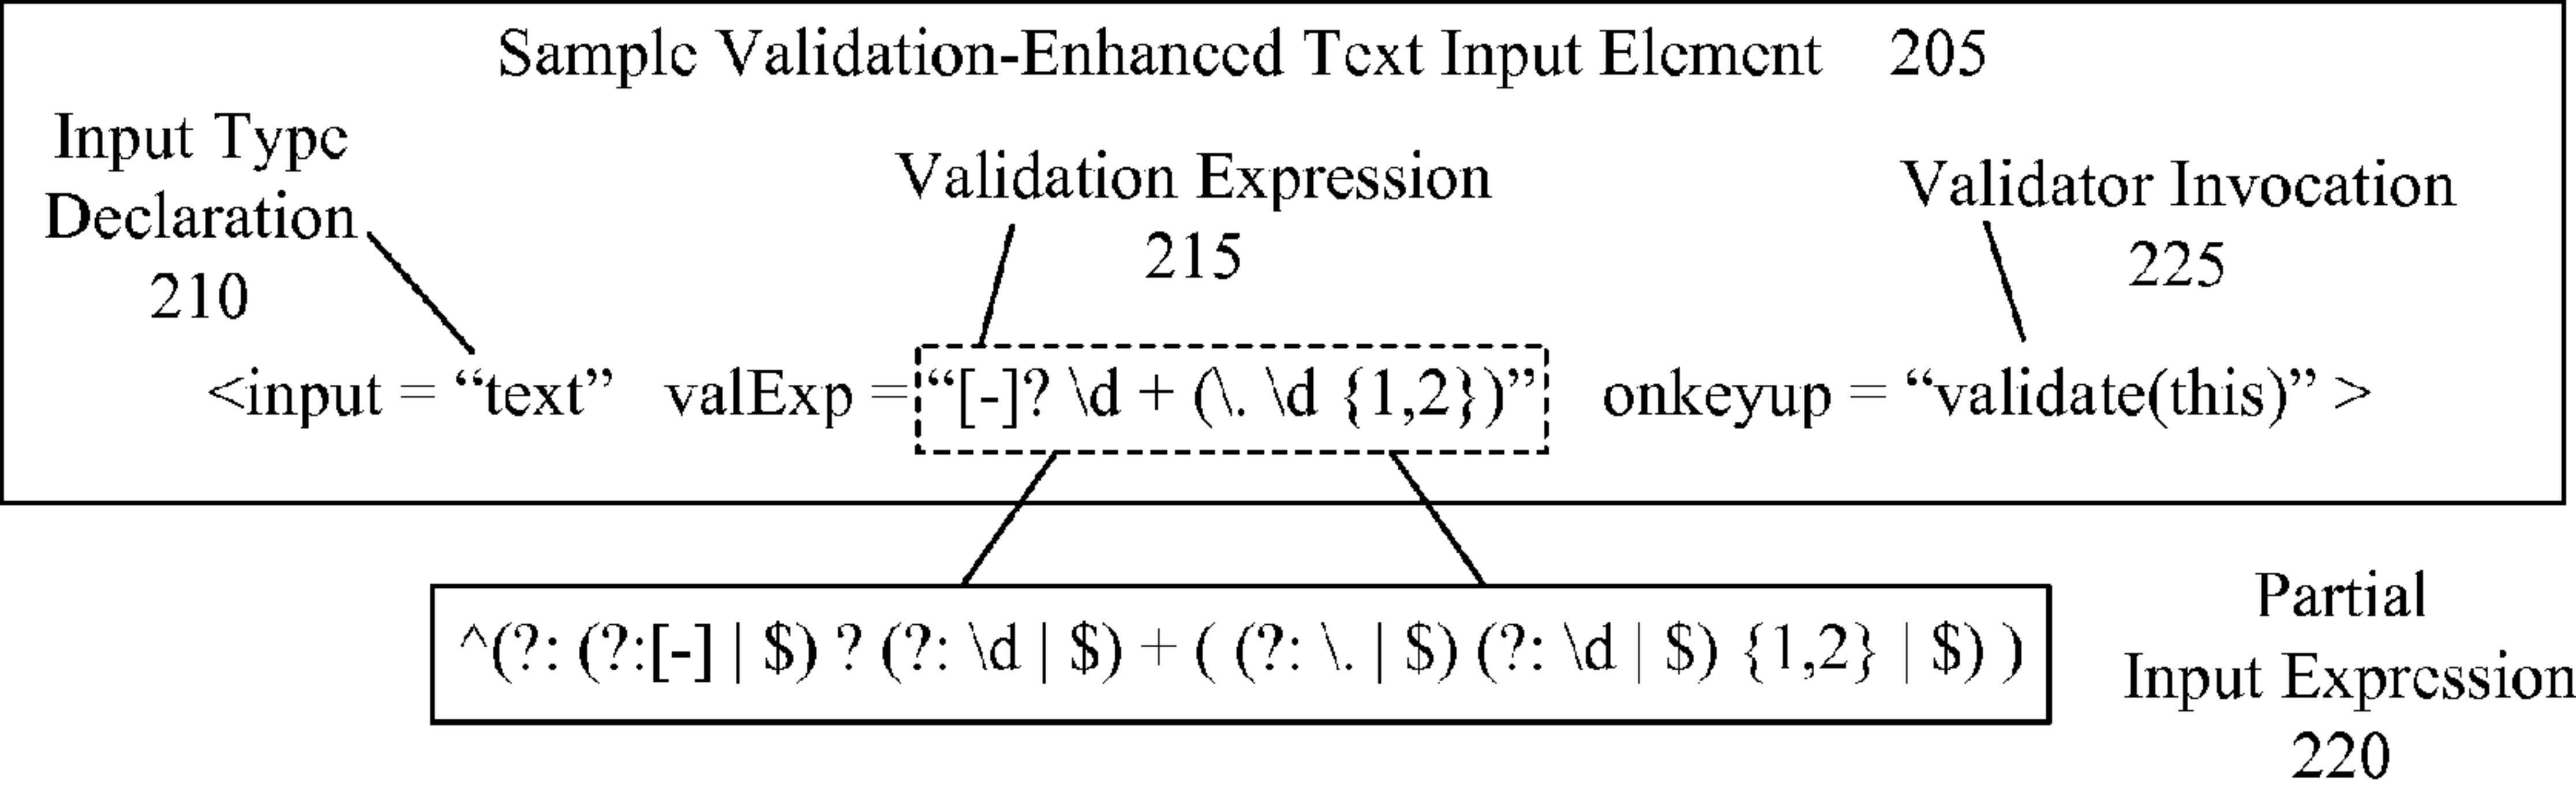 Sample Validation-Enhanced Text Input Element 205
Input Type
Declaration
210
Validation Expression
215
Validator Invocation
225
<input = “text” valExp = “[-]? \d + (\. \d {1,2})” onkeyup = “validate(this)” >
^(?: (?:[-] | $) ? (?: \d | $) + ( (?: \. | $) (?: \d | $) {1,2} | $) )
Partial
Input Expression
220